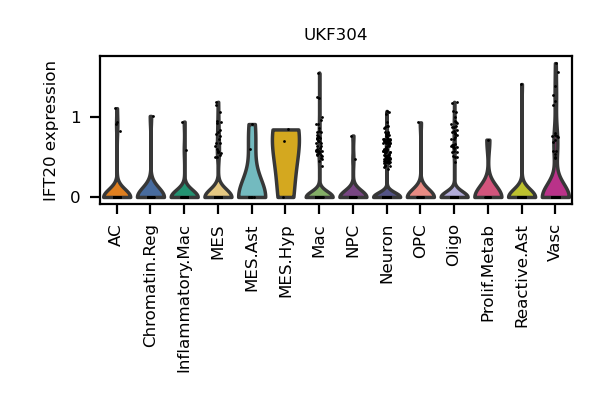 UKF304
IFT20 expression
1
0
AC
Chromatin.Reg
Inflammatory.Mac
MES
MES.Ast
MES.Hyp
Mac
NPC
Neuron
OPC
Oligo
Prolif.Metab
Reactive.Ast
Vasc